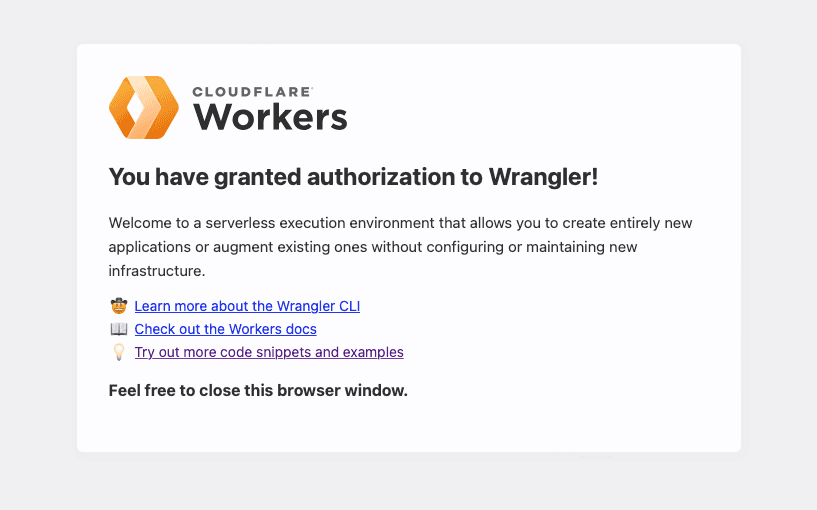 CLOUDFLARE
Workers
You have granted authorization to Wrangler!
Welcome to a serverless execution environment that allows you to create entirely new
applications or augment existing ones without configuring or maintaining new
infrastructure.
Learn more about the Wrangler CLI
Check out the Workers docs
Try out more code snippets and examples
Feel free to close this browser window.